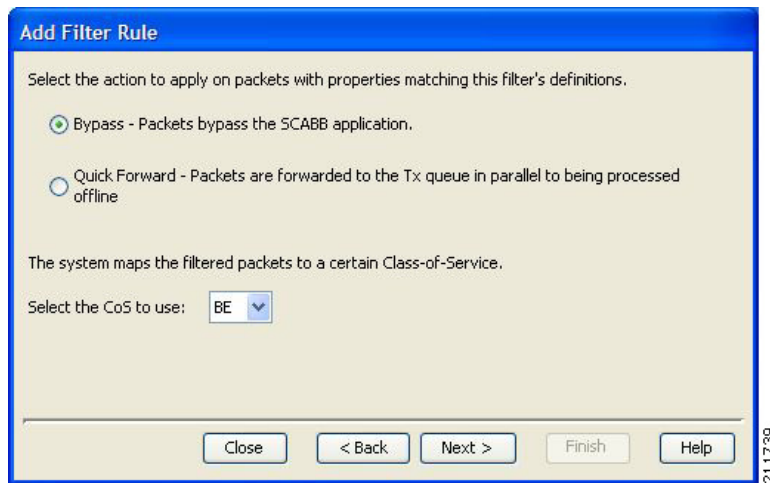 Add Filter Rule
Select the action to apply on packets with properties matching this filter's definitions.
Bypass - Packets bypass the SCABB application.
Quick Forward - Packets are forwarded to the Tx queue in parallel to being processed
offline
The system maps the filtered packets to a certain Class-of-Service.
Select the CoS to use: BE
Close < Back Next > Finish Help
211739